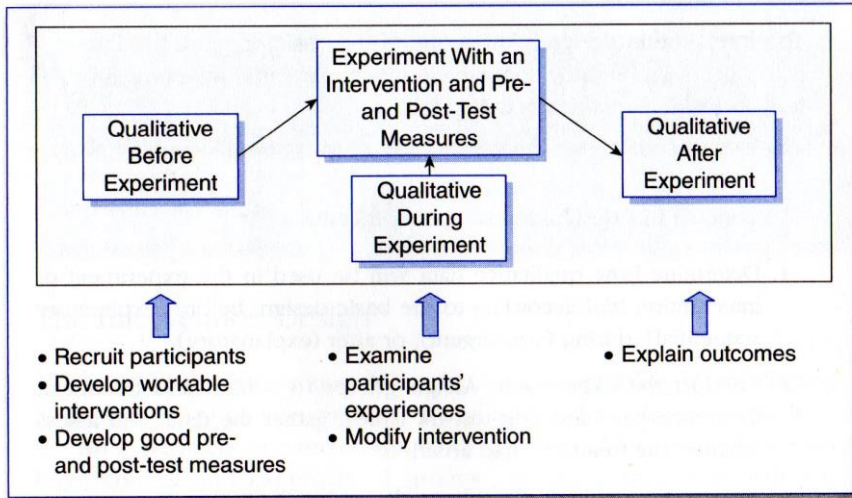 Experiment With an
Intervention and Pre-
and Post-Test
Measures
Qualitative
Before
Experiment
Qualitative
During
Experiment
Qualitative
After
Experiment
• Recruit participants
• Develop workable
interventions
• Develop good pre-
and post-test measures
• Examine
participants'
experiences
• Modify intervention
• Explain outcomes